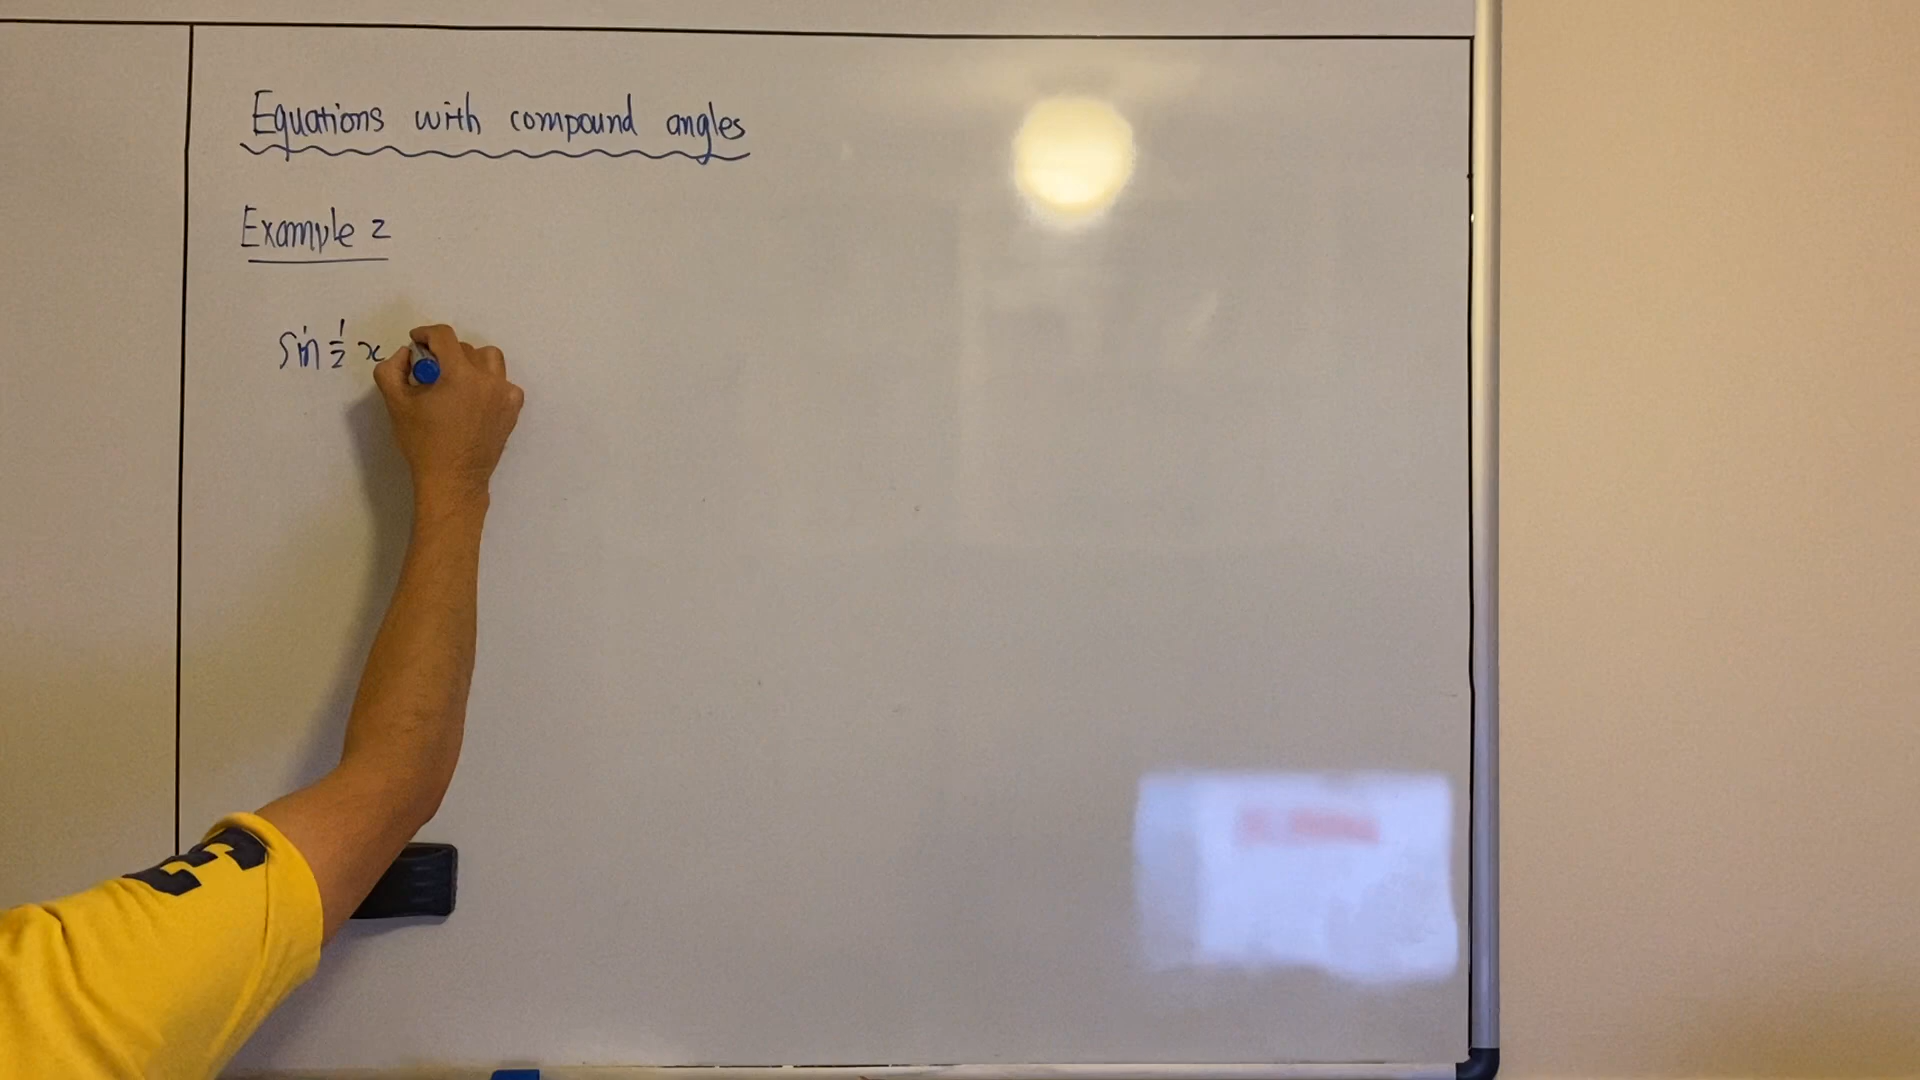 Equations with compound angles
Example 2
sin 1/2 x